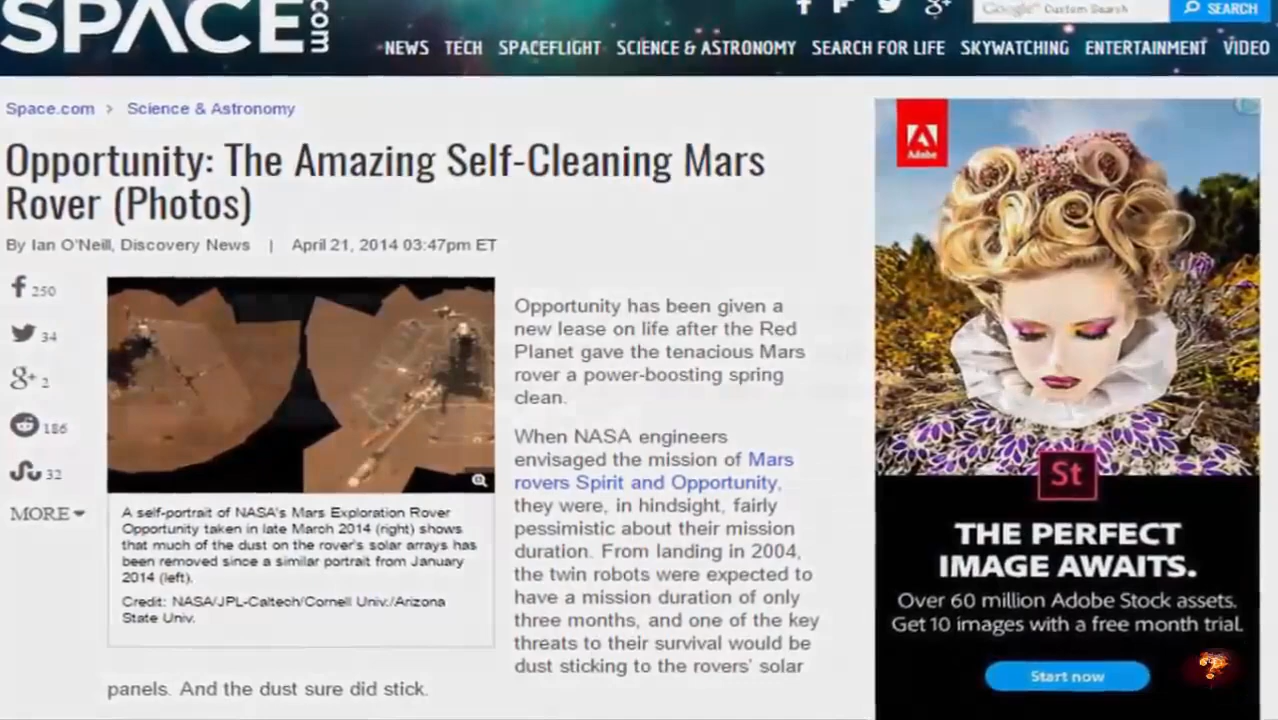 SPACE.com
Google Custom Search
SEARCH
NEWS TECH SPACEFLIGHT SCIENCE & ASTRONOMY SEARCH FOR LIFE SKYWATCHING ENTERTAINMENT VIDEO
Space.com > Science & Astronomy
Opportunity: The Amazing Self-Cleaning Mars
Rover (Photos)
By Ian O'Neill, Discovery News | April 21, 2014 03:47pm ET
250
34
2
186
32
MORE
A self-portrait of NASA's Mars Exploration Rover
Opportunity taken in late March 2014 (right) shows
that much of the dust on the rover's solar arrays has
been removed since a similar portrait from January
2014 (left).
Credit: NASA/JPL-Caltech/Cornell Univ./Arizona
State Univ.
Opportunity has been given a
new lease on life after the Red
Planet gave the tenacious Mars
rover a power-boosting spring
clean.
When NASA engineers
envisaged the mission of Mars
rovers Spirit and Opportunity,
they were, in hindsight, fairly
pessimistic about their mission
duration. From landing in 2004,
the twin robots were expected to
have a mission duration of only
three months, and one of the key
threats to their survival would be
dust sticking to the rovers' solar
panels. And the dust sure did stick.
Adobe
St
THE PERFECT
IMAGE AWAITS.
Over 60 million Adobe Stock assets.
Get 10 images with a free month trial.
Start now